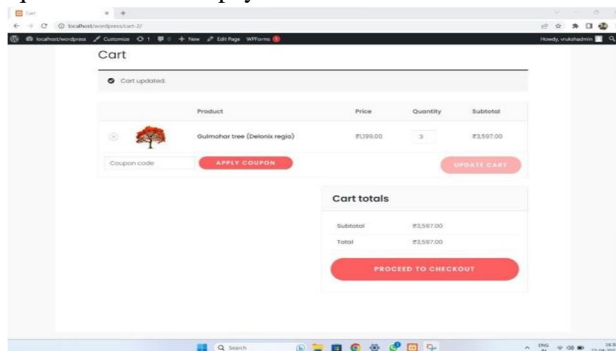 Cart
localhost/wordpress/cart-2/
localhost/wordpress Customize 1 0 + New Edit Page WPForms Howdy, vrukshadmin
Cart
Cart updated.
Product Price Quantity Subtotal
Gulmohar tree (Delonix regia) ₹1,199.00 3 ₹3,597.00
Coupon code APPLY COUPON UPDATE CART
Cart totals
Subtotal ₹3,597.00
Total ₹3,597.00
PROCEED TO CHECKOUT
Search ENG